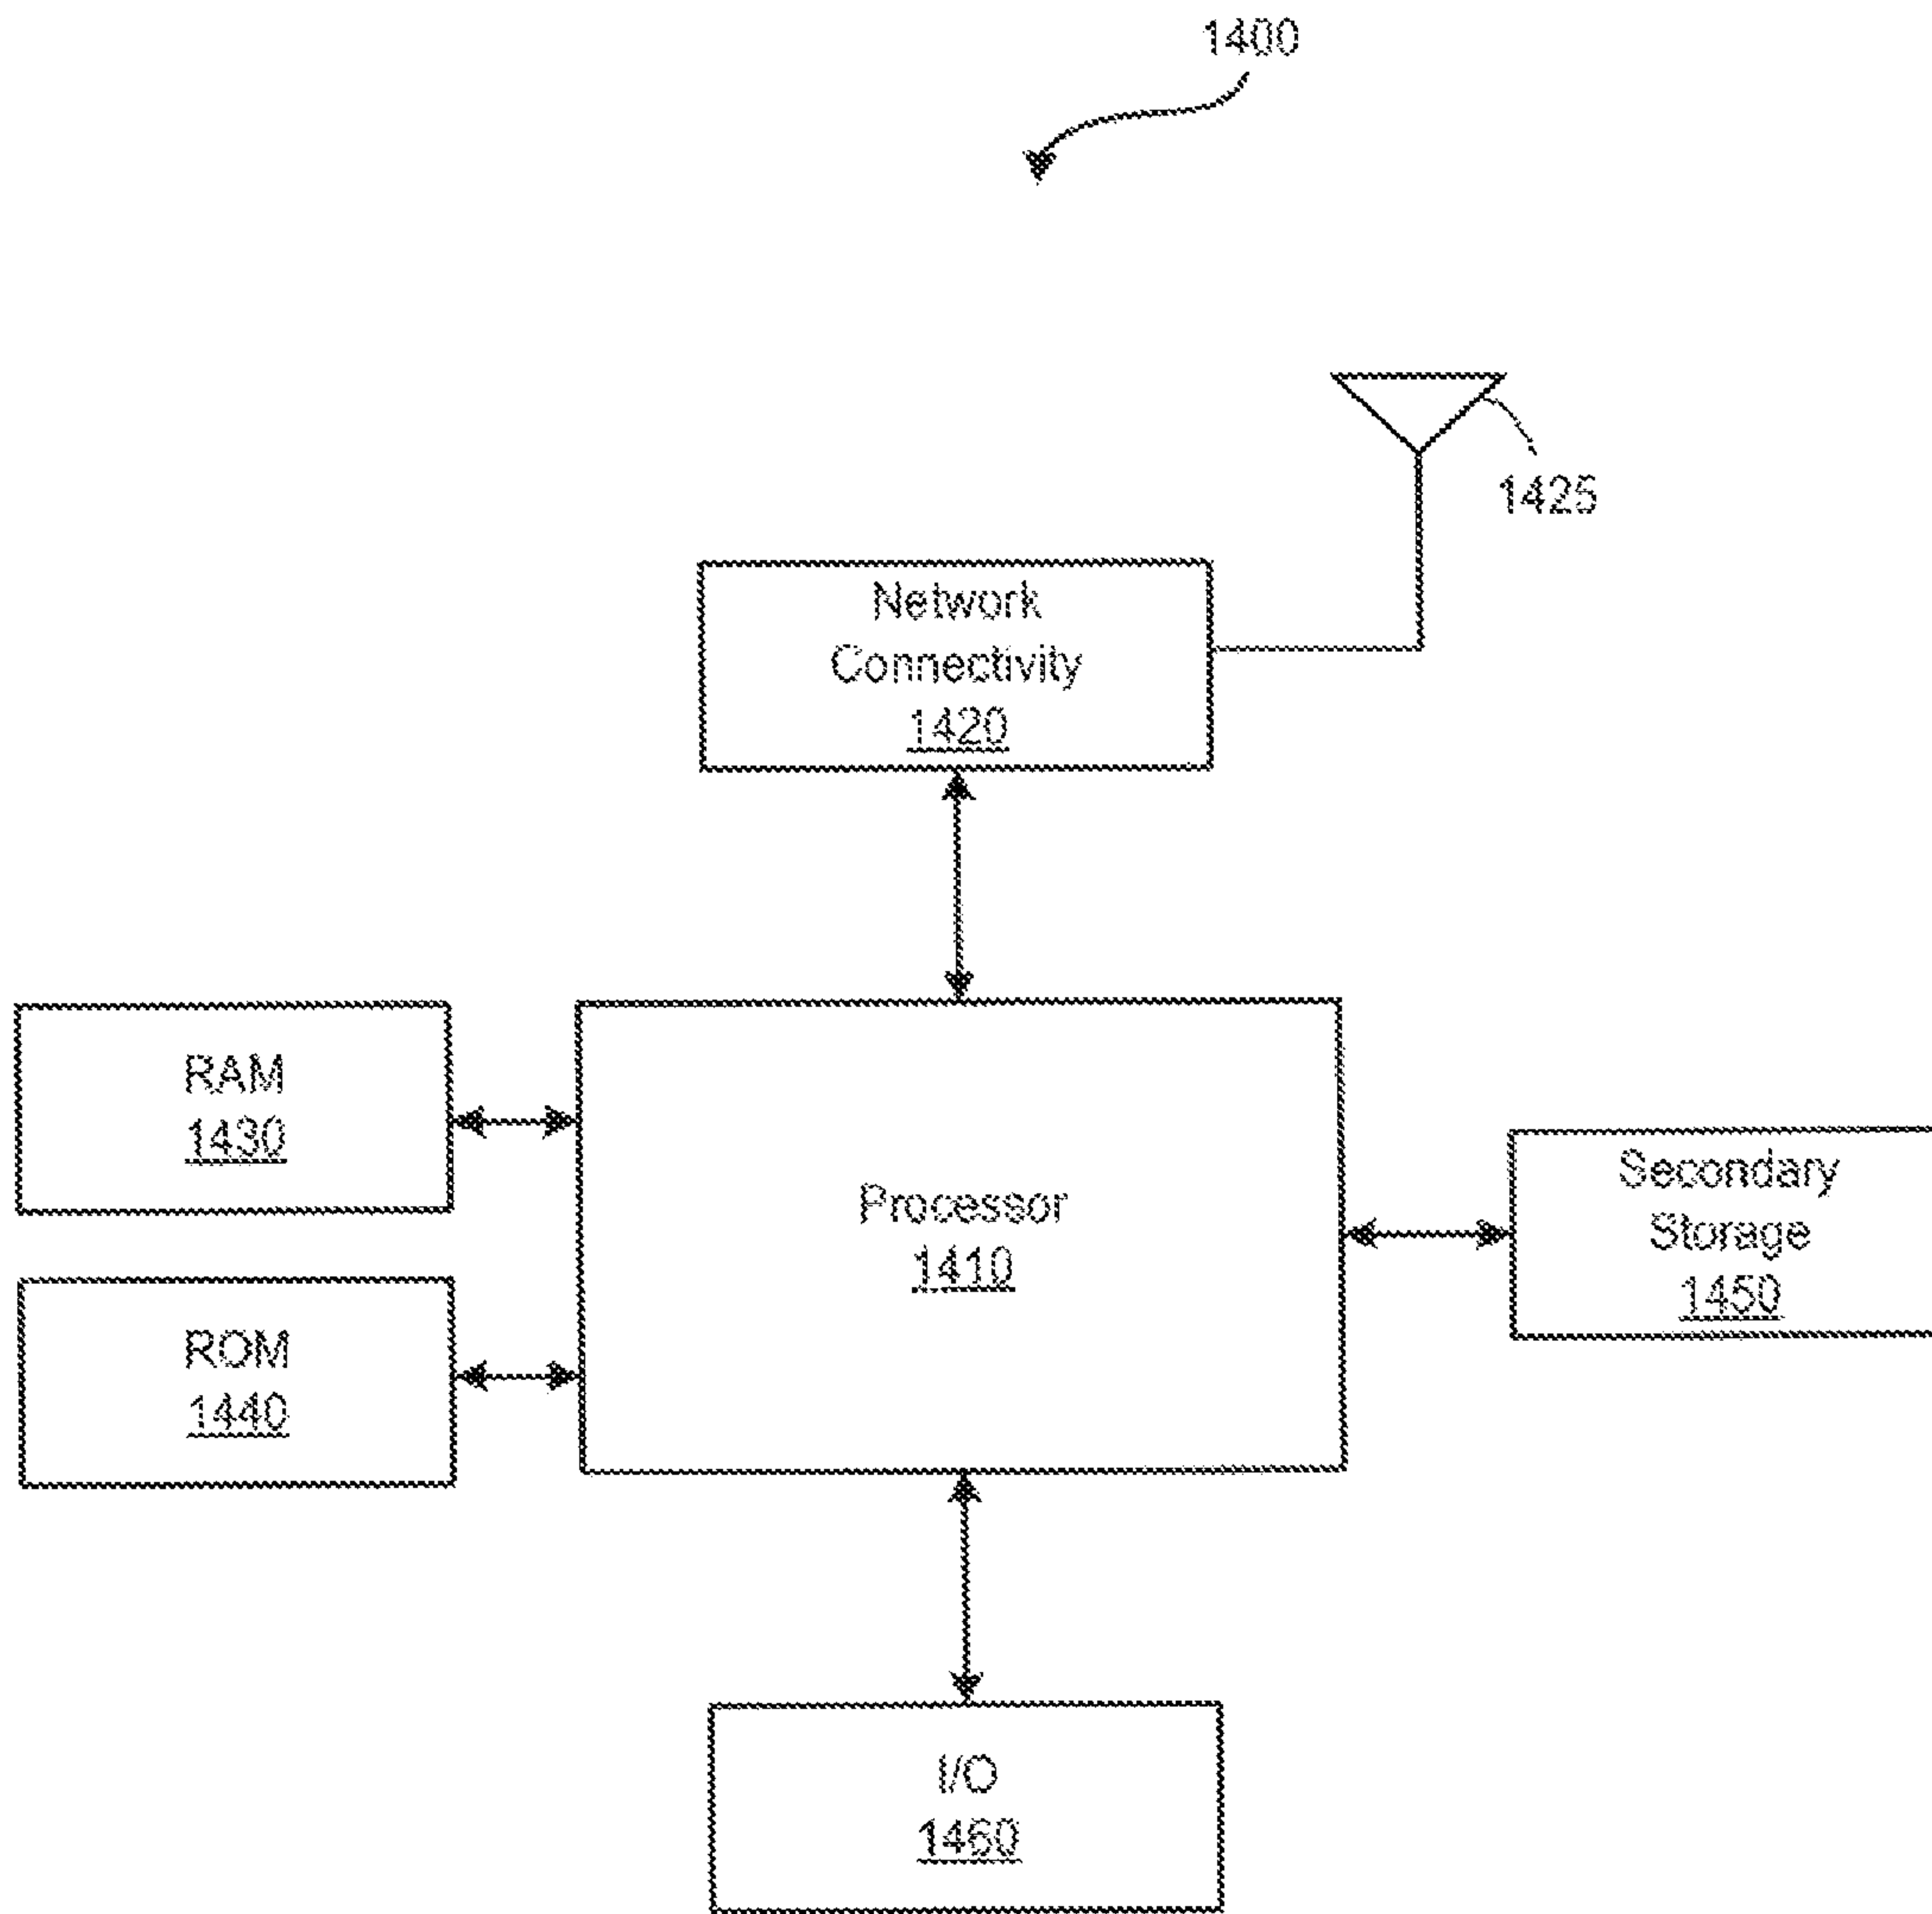 1400
1425
Network
Connectivity
1420
RAM
1430
Processor
1410
Secondary
Storage
1450
ROM
1440
I/O
1460